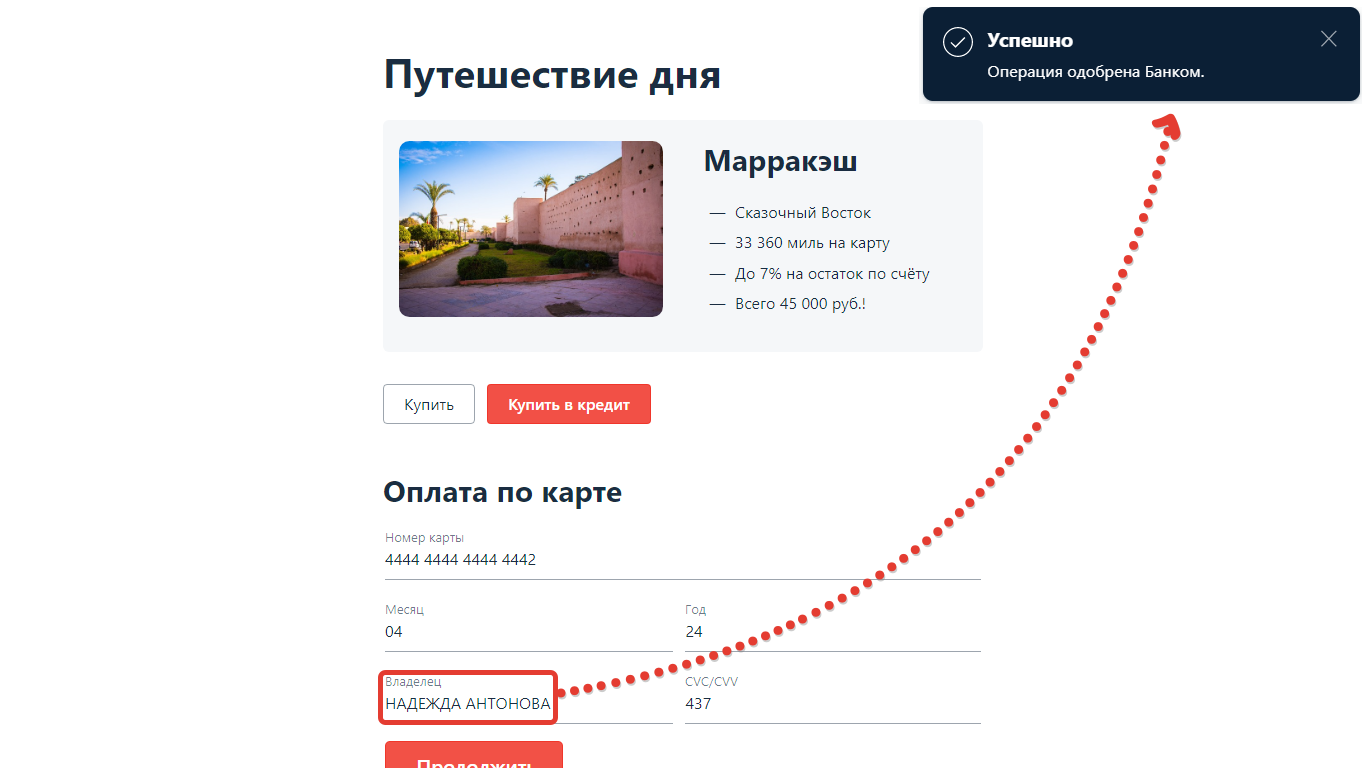 Успешно
Операция одобрена Банком.
Путешествие дня
Марракэш
— Сказочный Восток
— 33 360 миль на карту
— До 7% на остаток по счёту
— Всего 45 000 руб.!
Купить
Купить в кредит
Оплата по карте
Номер карты
4444 4444 4444 4442
Месяц
04
Год
24
Владелец
НАДЕЖДА АНТОНОВА
CVC/CVV
437
Продолжить